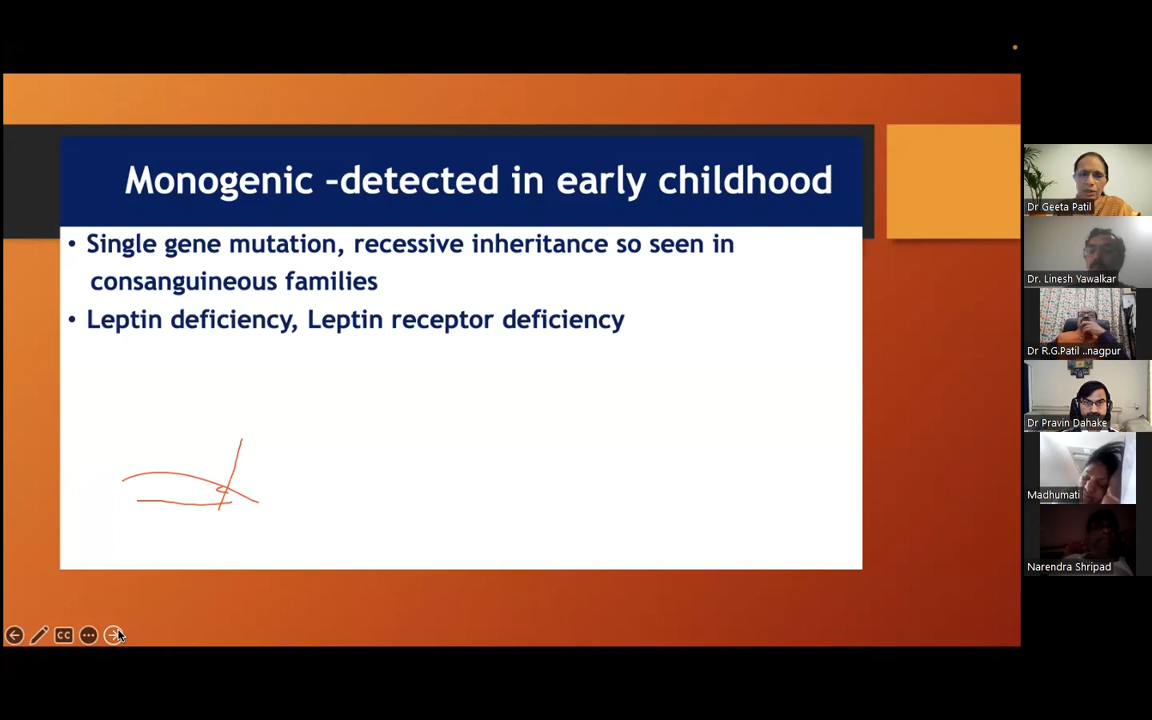 Monogenic –detected in early childhood
• Single gene mutation, recessive inheritance so seen in
consanguineous families
• Leptin deficiency, Leptin receptor deficiency
Dr Geeta Patil
Dr. Linesh Yawalkar
Dr R.G.Patil ..nagpur
Dr Pravin Dahake
Madhumati
Narendra Shripad
CC